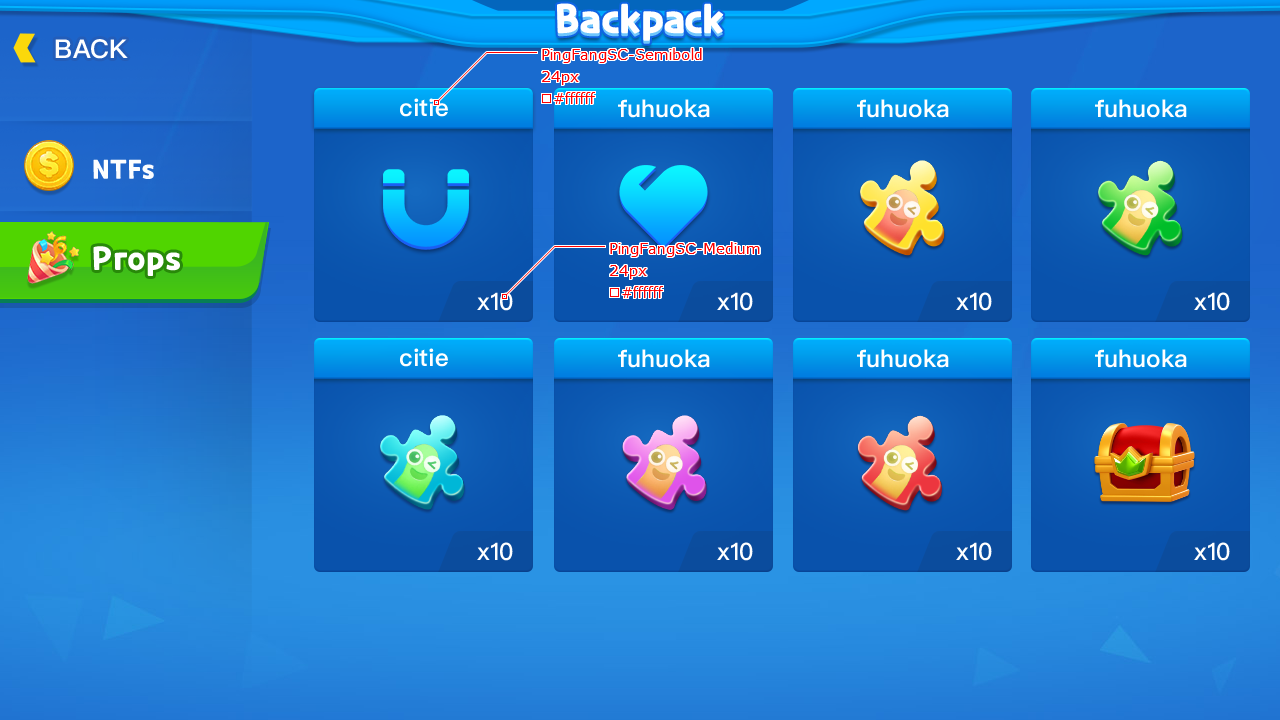 Backpack
BACK
PingFangSC-Semibold
24px
#ffffff
citie
fuhuoka
fuhuoka
fuhuoka
NTFs
Props
PingFangSC-Medium
24px
#ffffff
x10
x10
x10
x10
citie
fuhuoka
fuhuoka
fuhuoka
x10
x10
x10
x10